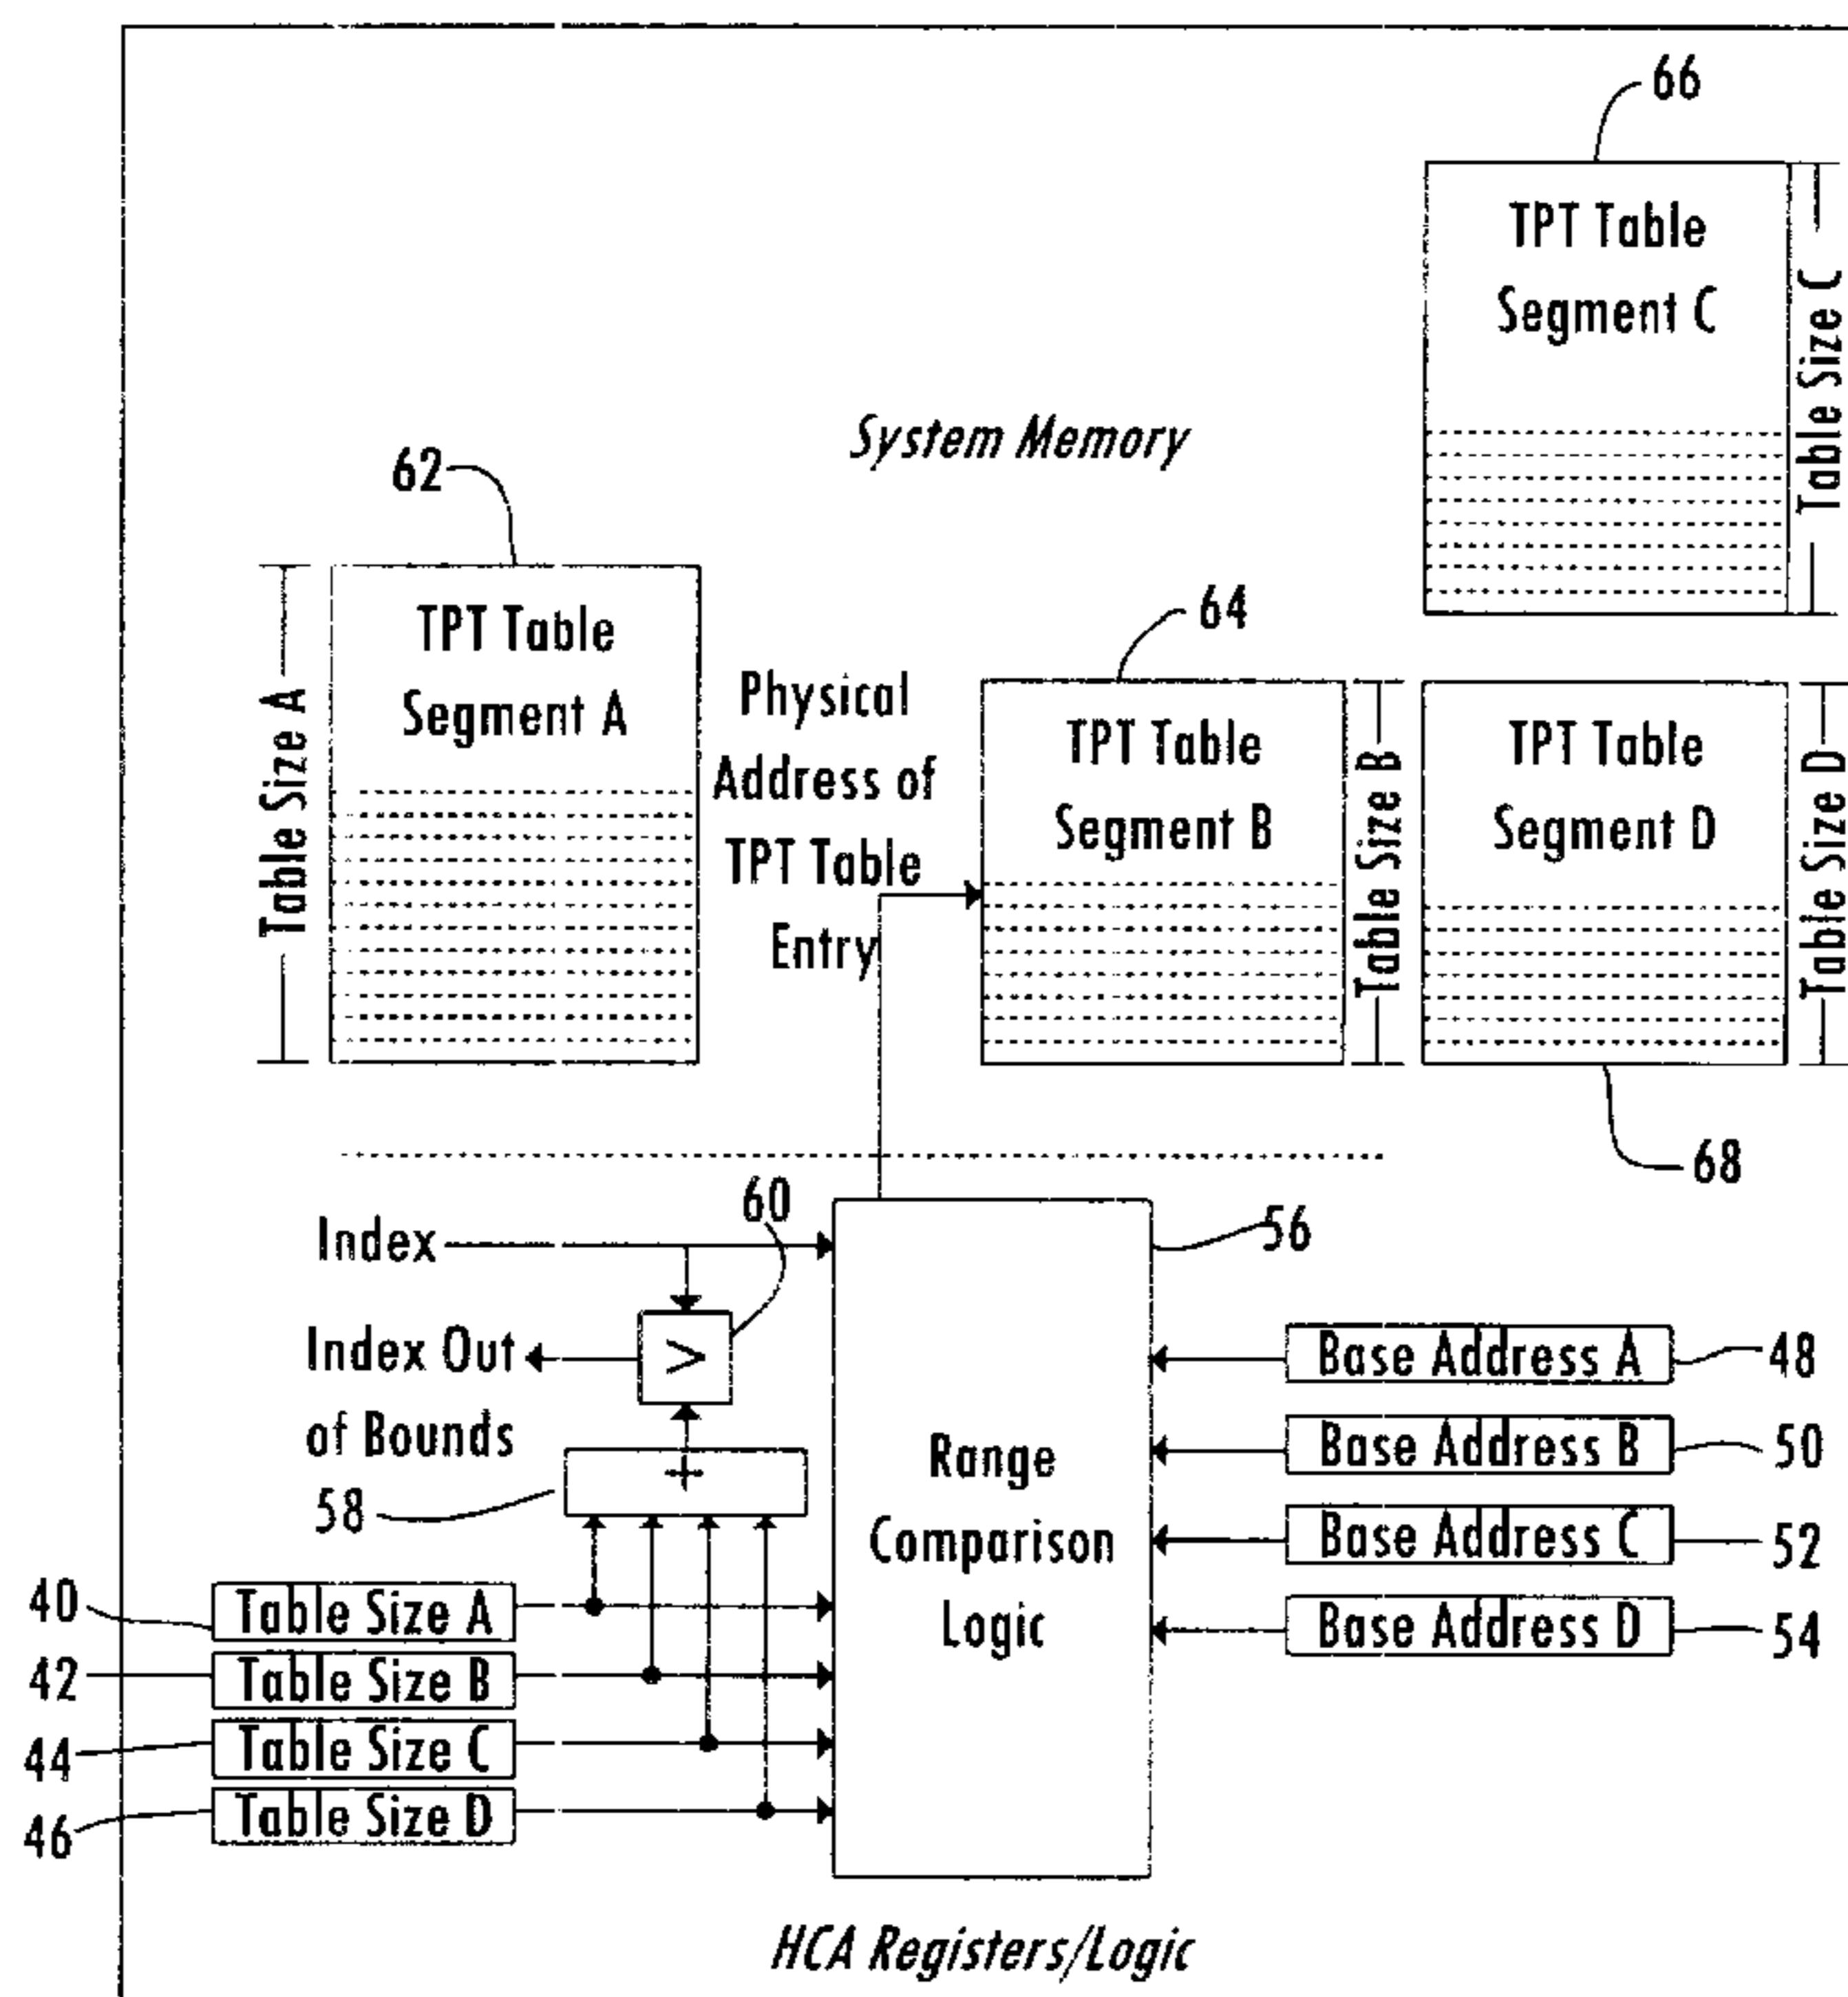 66
TPT Table
Segment C
Table Size C
System Memory
62
TPT Table
Segment A
Table Size A
Physical
Address of
TPT Table
Entry
64
TPT Table
Segment B
Table Size B
TPT Table
Segment D
Table Size D
68
60
Index
56
>
Index Out
of Bounds
+
58
Range
Comparison
Logic
Base Address A
48
Base Address B
50
Base Address C
52
Base Address D
54
40
Table Size A
42
Table Size B
44
Table Size C
46
Table Size D
HCA Registers/Logic